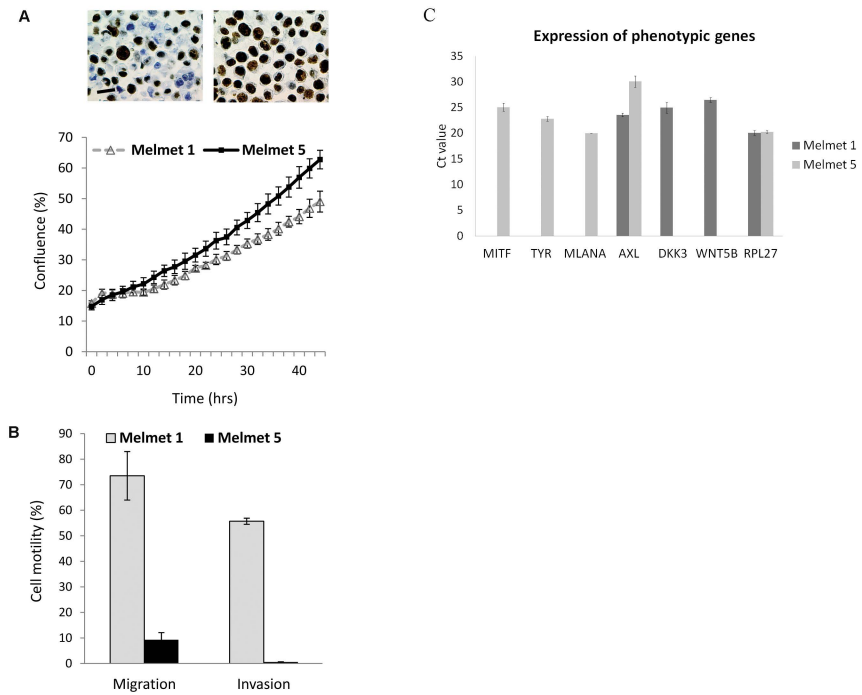 A
70
60
50
40
30
20
10
0
Confluence (%)
Melmet 1 Melmet 5
0 10 20 30 40
Time (hrs)
B
90
80
70
60
50
40
30
20
10
0
Cell motility (%)
Melmet 1 Melmet 5
Migration Invasion
C
Expression of phenotypic genes
35
30
25
20
15
10
5
0
Ct value
MITF TYR MLANA AXL DKK3 WNT5B RPL27
Melmet 1
Melmet 5